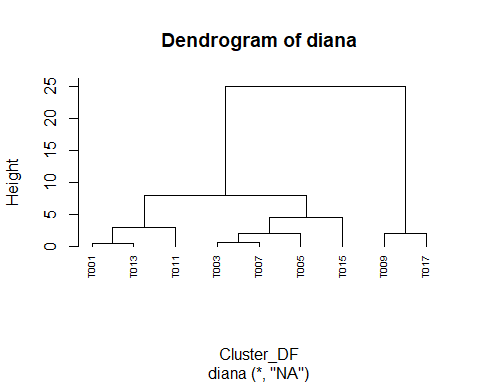 Dendrogram of diana
Height
25
20
15
10
5
0
T001
T013
T011
T003
T007
T005
T015
T009
T017
Cluster_DF
diana (*, "NA")